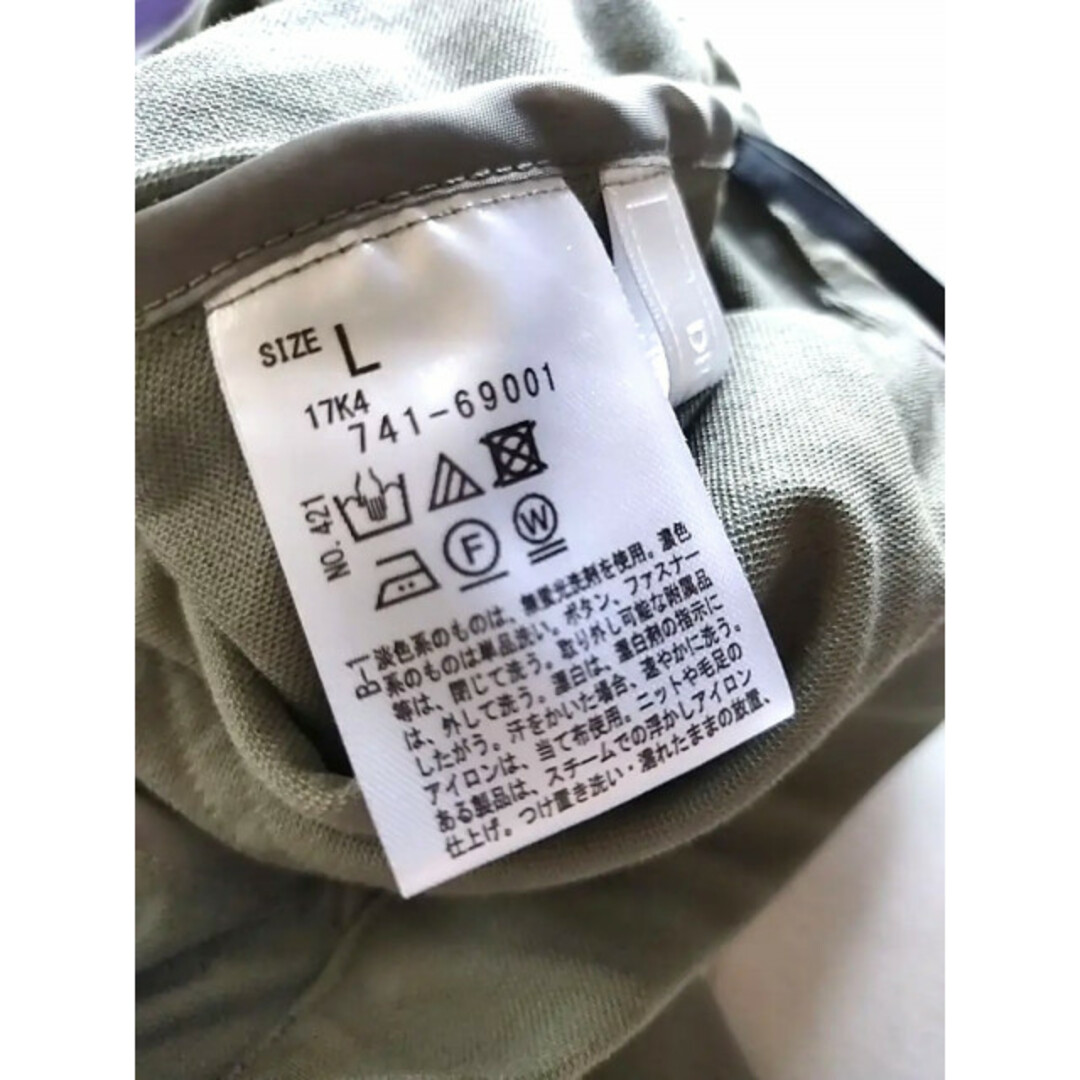 SIZE L
17K4
741-69001
NO. 421
F
W
B-1
淡色系のものは、無蛍光洗剤を使用。濃色
系のものは単品洗い。ボタン、ファスナー
等は、閉じて洗う。取り外し可能な附属品
は、外して洗う。漂白は、漂白剤の指示に
したがう。汗をかいた場合、速やかに洗う。
アイロンは、当て布使用。ニットや毛足の
ある製品は、スチームでの浮かしアイロン
仕上げ。つけ置き洗い・濡れたままの放置、